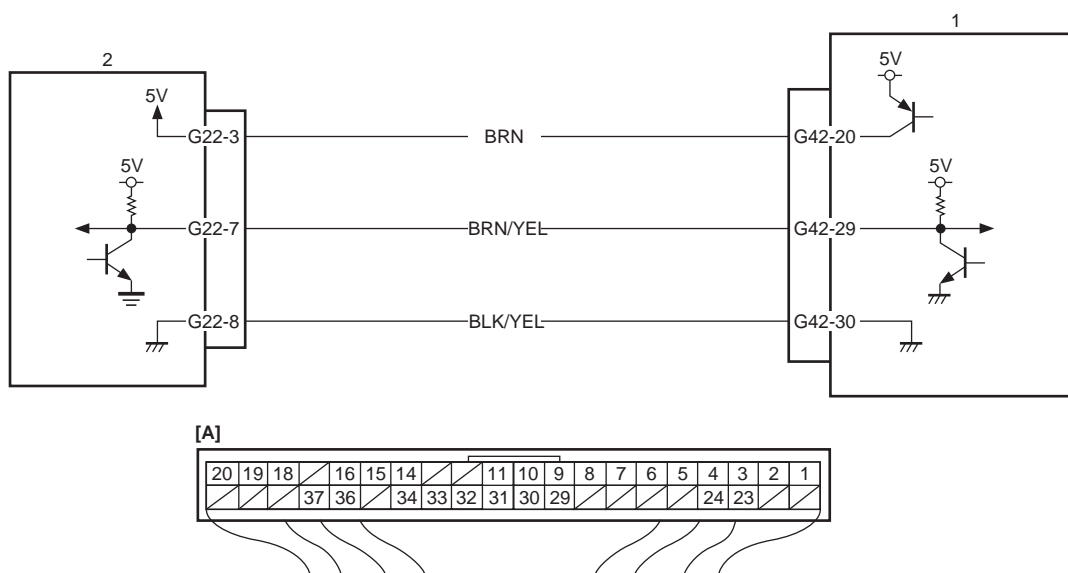 1
2
5V
5V
G22-3 BRN G42-20
5V
5V
G22-7 BRN/YEL G42-29
G22-8 BLK/YEL G42-30
[A]
20 19 18 16 15 14 11 10 9 8 7 6 5 4 3 2 1
37 36 34 33 32 31 30 29 24 23